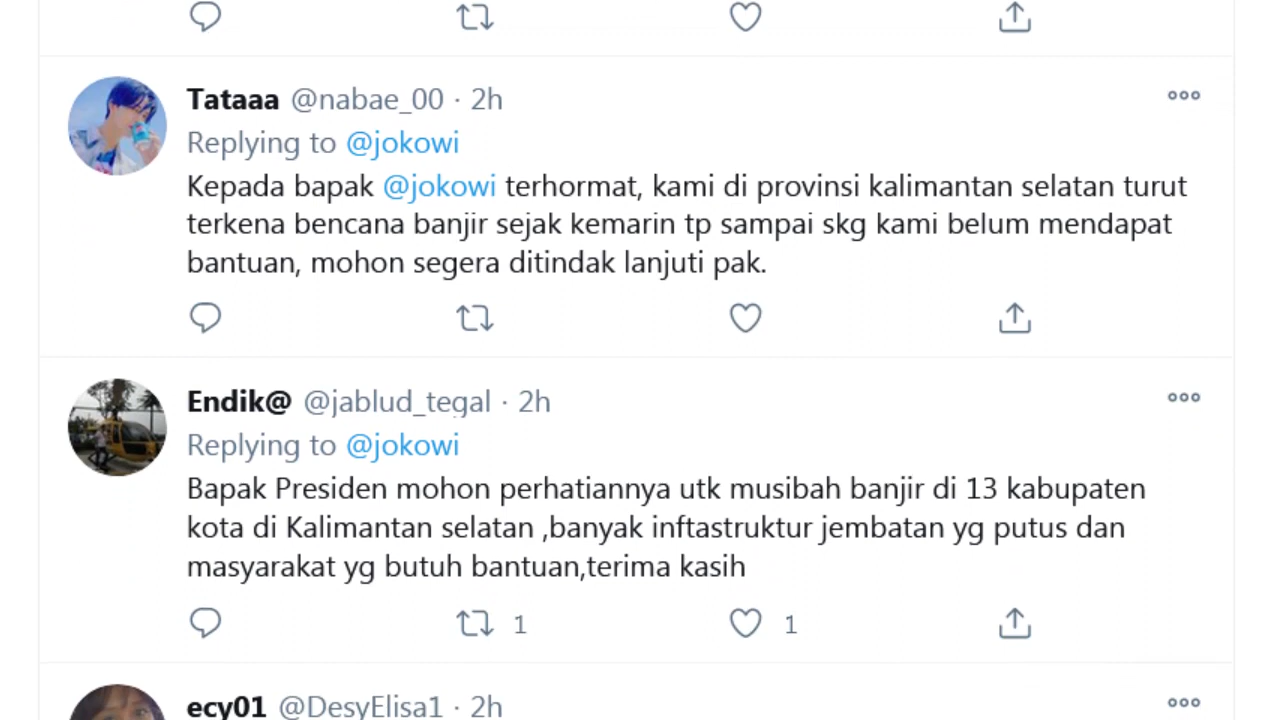 Tataaa @nabae_00 · 2h
Replying to @jokowi
Kepada bapak @jokowi terhormat, kami di provinsi kalimantan selatan turut
terkena bencana banjir sejak kemarin tp sampai skg kami belum mendapat
bantuan, mohon segera ditindak lanjuti pak.
Endik@ @jablud_tegal · 2h
Replying to @jokowi
Bapak Presiden mohon perhatiannya utk musibah banjir di 13 kabupaten
kota di Kalimantan selatan ,banyak inftastruktur jembatan yg putus dan
masyarakat yg butuh bantuan,terima kasih
1 1
ecy01 @DesyElisa1 · 2h